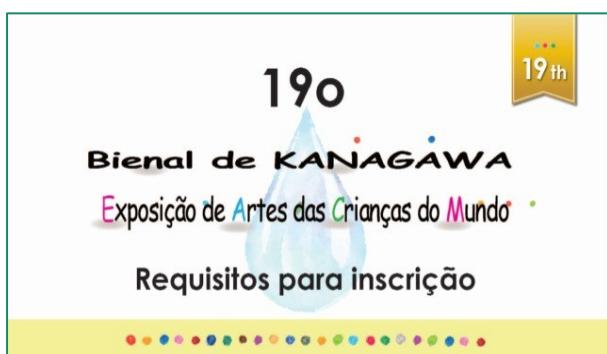 19th
19o
Bienal de KANAGAWA
Exposição de Artes das Crianças do Mundo
Requisitos para inscrição